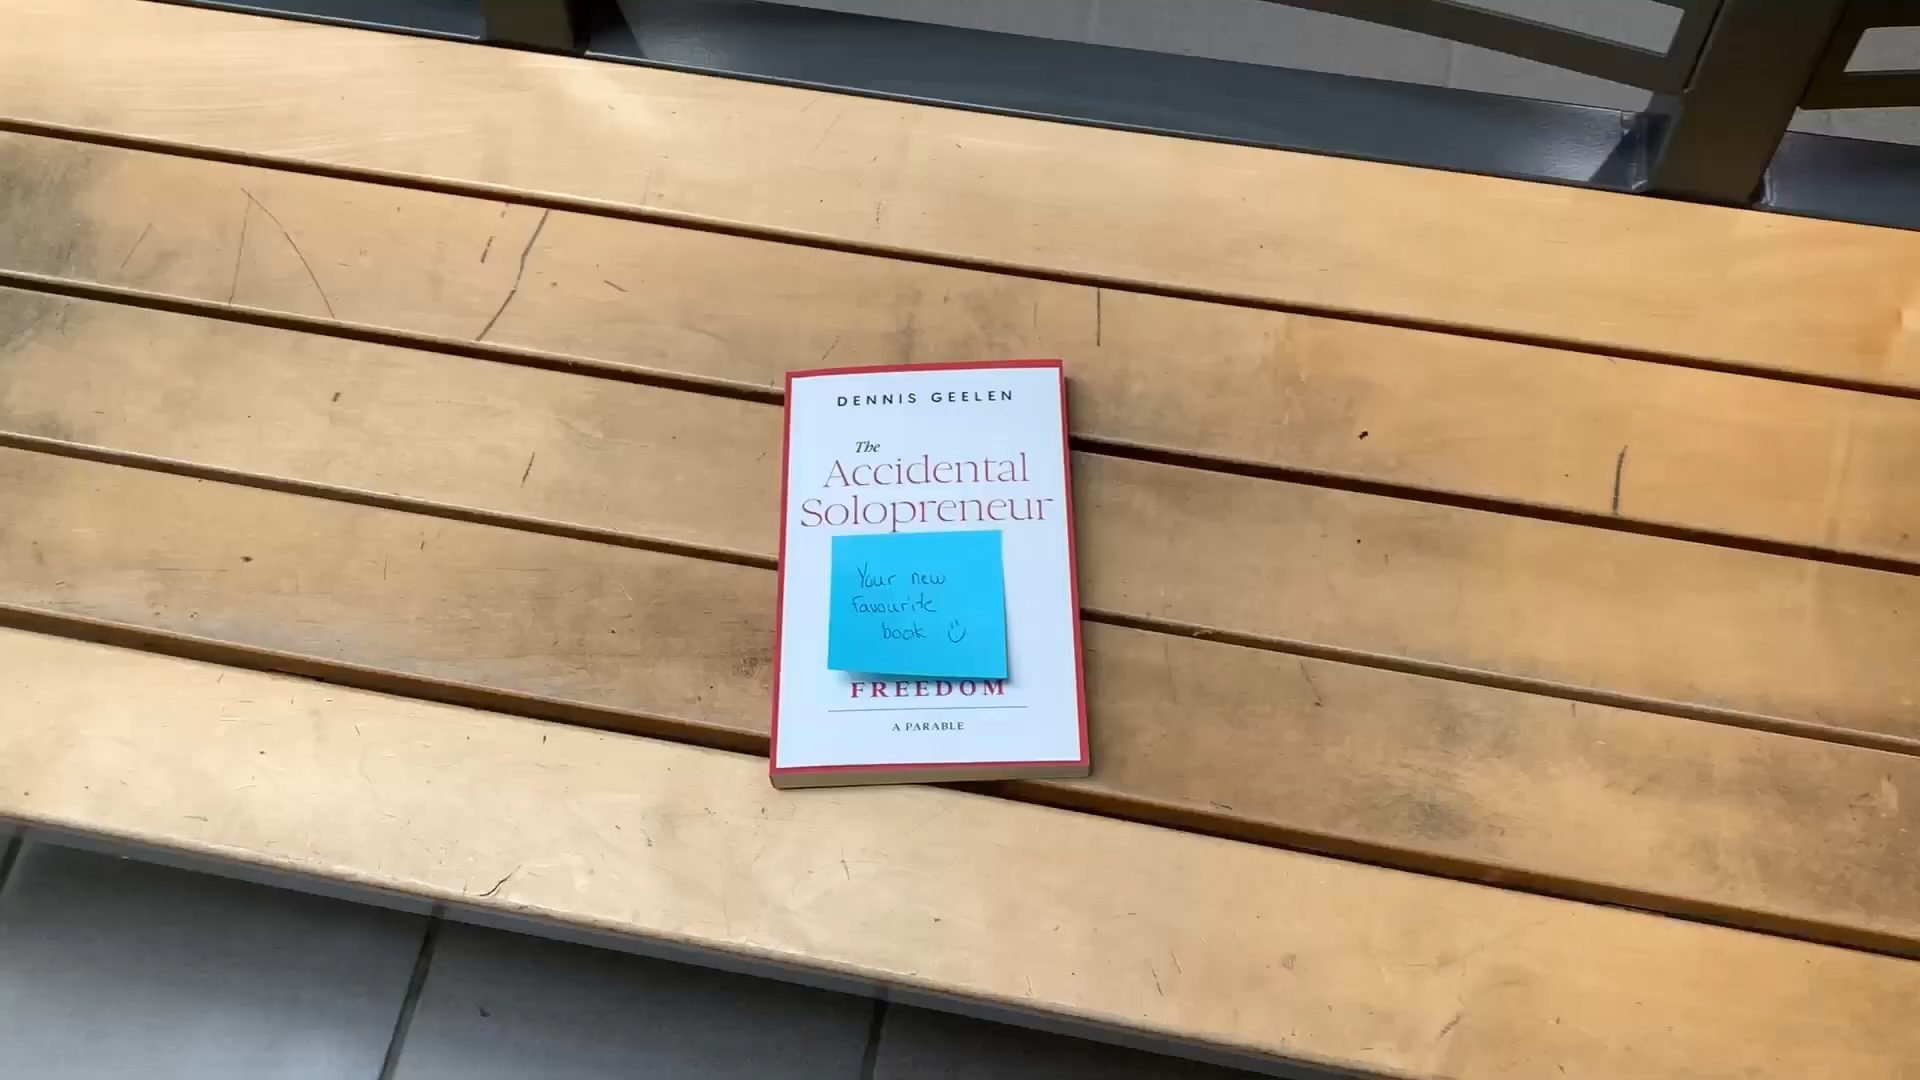 DENNIS GEELEN
The
Accidental
Solopreneur
Your new
favourite
book
FREEDOM
A PARABLE